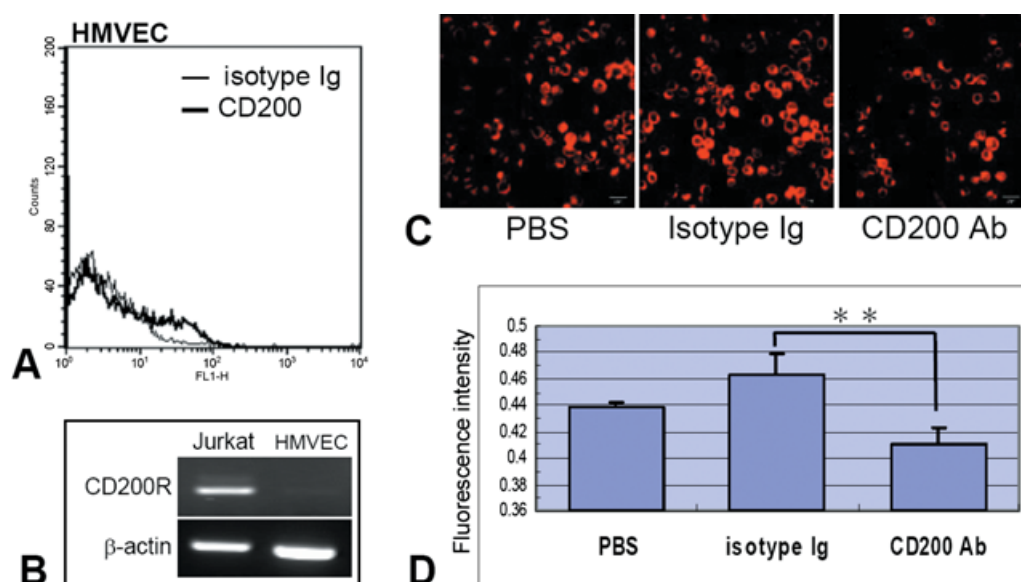 HMVEC
200
160
120
80
40
0
Counts
isotype Ig
CD200
10⁰ 10¹ 10² 10³ 10⁴
FL1-H
A
Jurkat HMVEC
CD200R
β-actin
B
C
PBS Isotype Ig CD200 Ab
Fluorescence intensity
0.5
0.48
0.46
0.44
0.42
0.4
0.38
0.36
* *
PBS isotype Ig CD200 Ab
D